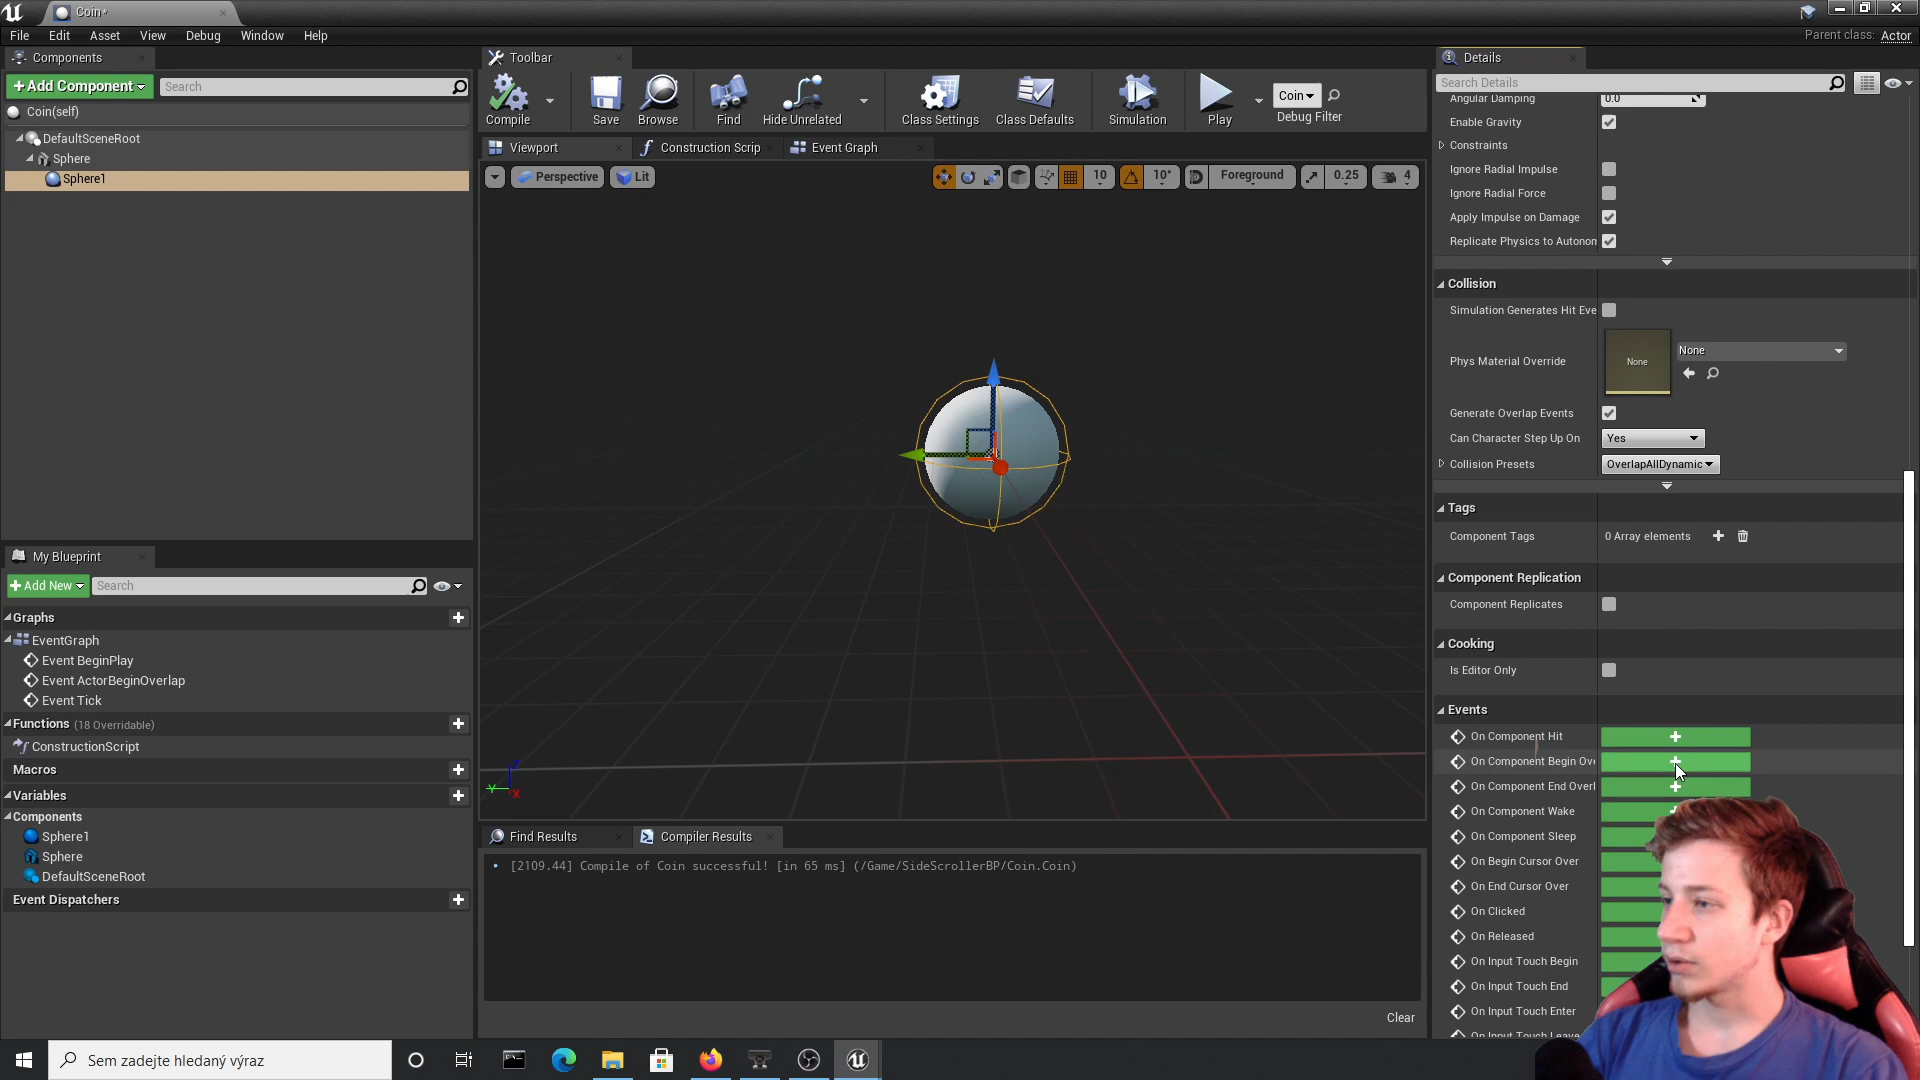 Coin*
File Edit Asset View Debug Window Help
Parent class: Actor
Components
+ Add Component
Search
Coin(self)
DefaultSceneRoot
Sphere
Sphere1
Toolbar
Compile
Save
Browse
Find
Hide Unrelated
Class Settings
Class Defaults
Simulation
Play
Coin
Debug Filter
Viewport
Construction Scrip
Event Graph
Perspective
Lit
10
10°
Foreground
0.25
4
My Blueprint
+ Add New
Search
Graphs
EventGraph
Event BeginPlay
Event ActorBeginOverlap
Event Tick
Functions (18 Overridable)
ConstructionScript
Macros
Variables
Components
Sphere1
Sphere
DefaultSceneRoot
Event Dispatchers
Find Results
Compiler Results
• [2109.44] Compile of Coin successful! [in 65 ms] (/Game/SideScrollerBP/Coin.Coin)
Clear
Details
Search Details
Angular Damping 0.0
Enable Gravity
Constraints
Ignore Radial Impulse
Ignore Radial Force
Apply Impulse on Damage
Replicate Physics to Autonon
Collision
Simulation Generates Hit Eve
Phys Material Override
None
None
Generate Overlap Events
Can Character Step Up On
Yes
Collision Presets
OverlapAllDynamic
Tags
Component Tags
0 Array elements
Component Replication
Component Replicates
Cooking
Is Editor Only
Events
On Component Hit
On Component Begin Ove
On Component End Overl
On Component Wake
On Component Sleep
On Begin Cursor Over
On End Cursor Over
On Clicked
On Released
On Input Touch Begin
On Input Touch End
On Input Touch Enter
On Input Touch Leave
Sem zadejte hledaný výraz